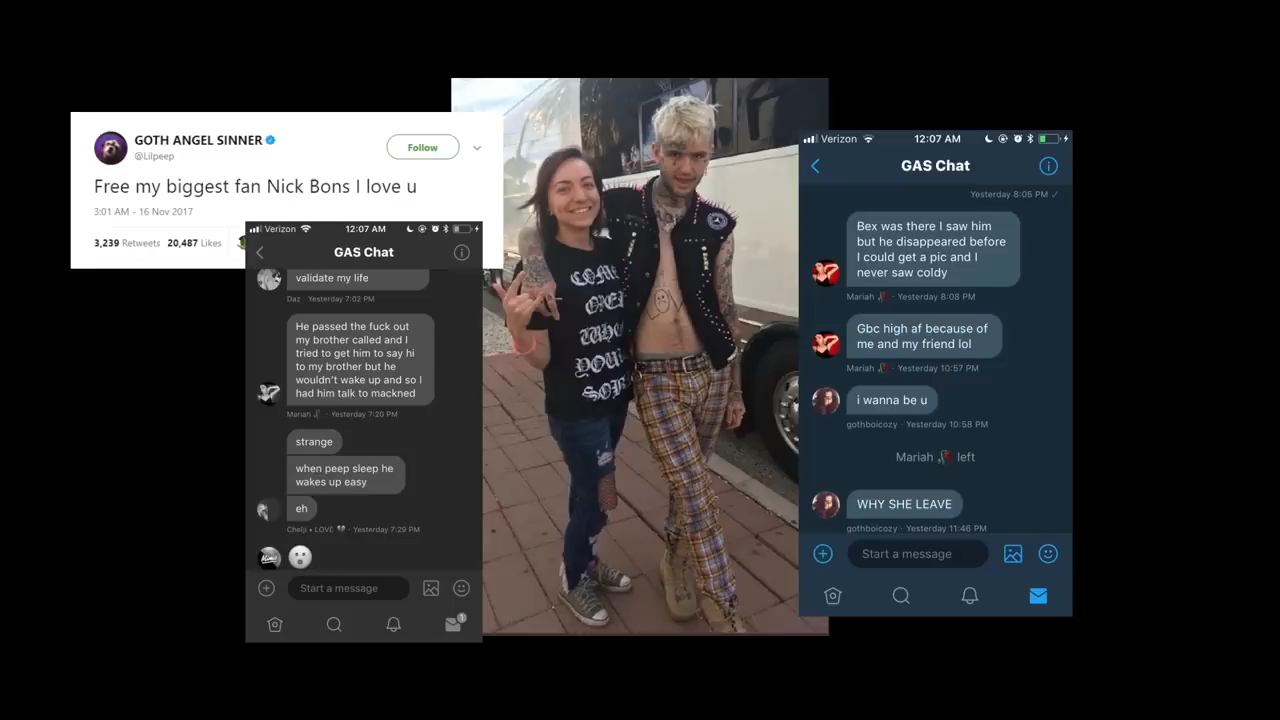 GOTH ANGEL SINNER
@Lilpeep
Follow
Free my biggest fan Nick Bons I love u
3:01 AM - 16 Nov 2017
3,239 Retweets 20,487 Likes
Verizon 12:07 AM
GAS Chat
validate my life
Daz · Yesterday 7:02 PM
He passed the fuck out
my brother called and I
tried to get him to say hi
to my brother but he
wouldn't wake up and so I
had him talk to mackned
Mariah · Yesterday 7:20 PM
strange
when peep sleep he
wakes up easy
eh
Yesterday 7:29 PM
Start a message
1
COME
OVER
WHEN
YOU'RE
SOBER
Verizon 12:07 AM
GAS Chat
Yesterday 8:05 PM ✓
Bex was there I saw him
but he disappeared before
I could get a pic and I
never saw coldy
Mariah · Yesterday 8:08 PM
Gbc high af because of
me and my friend lol
Mariah · Yesterday 10:57 PM
i wanna be u
gothboicozy · Yesterday 10:58 PM
Mariah left
WHY SHE LEAVE
gothboicozy · Yesterday 11:46 PM
Start a message